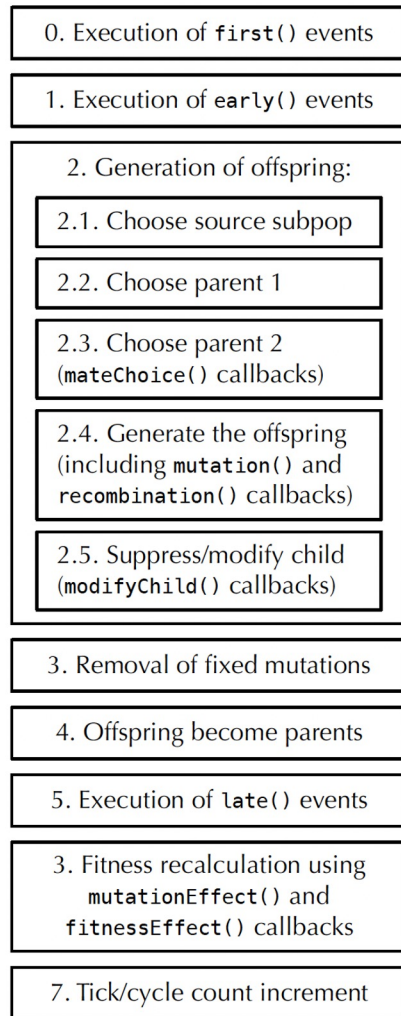 0. Execution of first() events
1. Execution of early() events
2. Generation of offspring:
2.1. Choose source subpop
2.2. Choose parent 1
2.3. Choose parent 2
(mateChoice() callbacks)
2.4. Generate the offspring
(including mutation() and
recombination() callbacks)
2.5. Suppress/modify child
(modifyChild() callbacks)
3. Removal of fixed mutations
4. Offspring become parents
5. Execution of late() events
3. Fitness recalculation using
mutationEffect() and
fitnessEffect() callbacks
7. Tick/cycle count increment